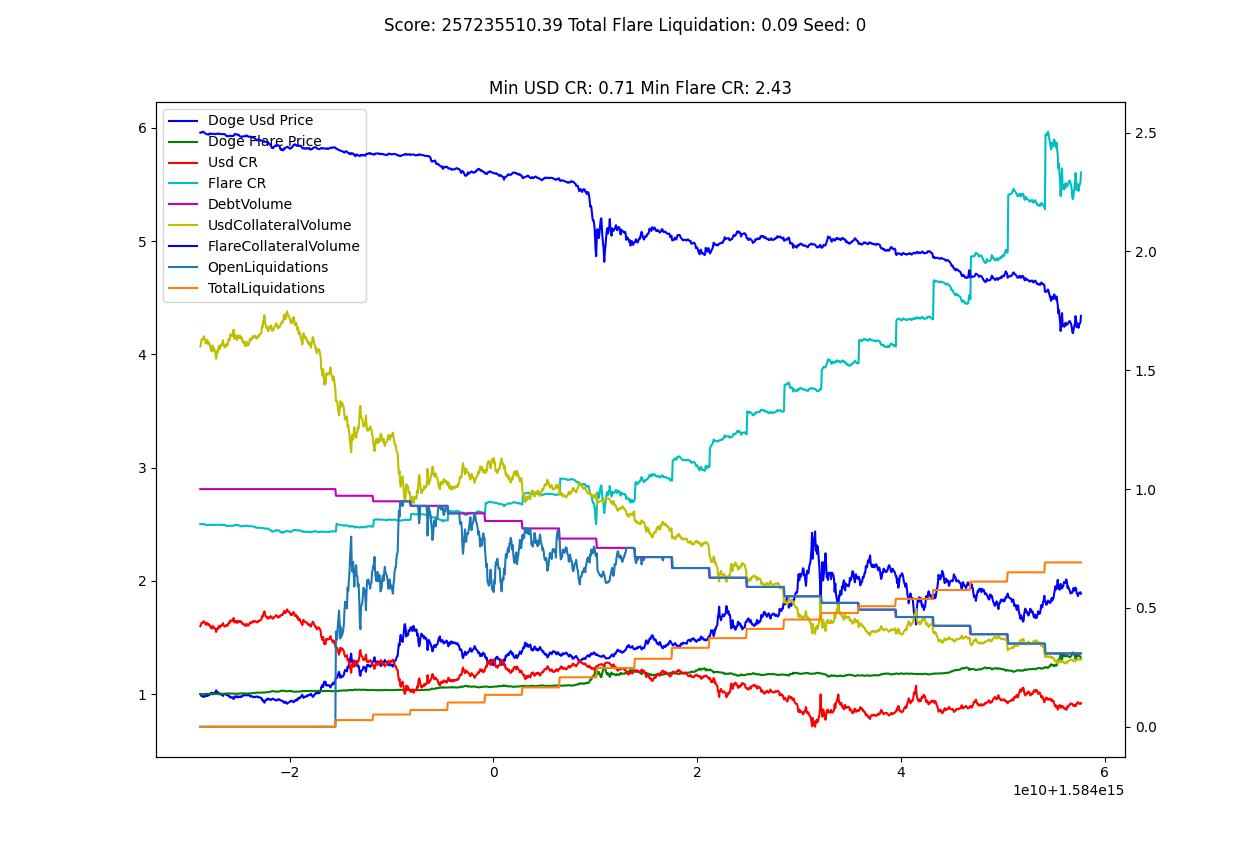 Score: 257235510.39 Total Flare Liquidation: 0.09 Seed: 0
Min USD CR: 0.71 Min Flare CR: 2.43
Doge Usd Price
Doge Flare Price
Usd CR
Flare CR
DebtVolume
UsdCollateralVolume
FlareCollateralVolume
OpenLiquidations
TotalLiquidations
6
5
4
3
2
1
2.5
2.0
1.5
1.0
0.5
0.0
−2
0
2
4
6
1e10+1.584e15